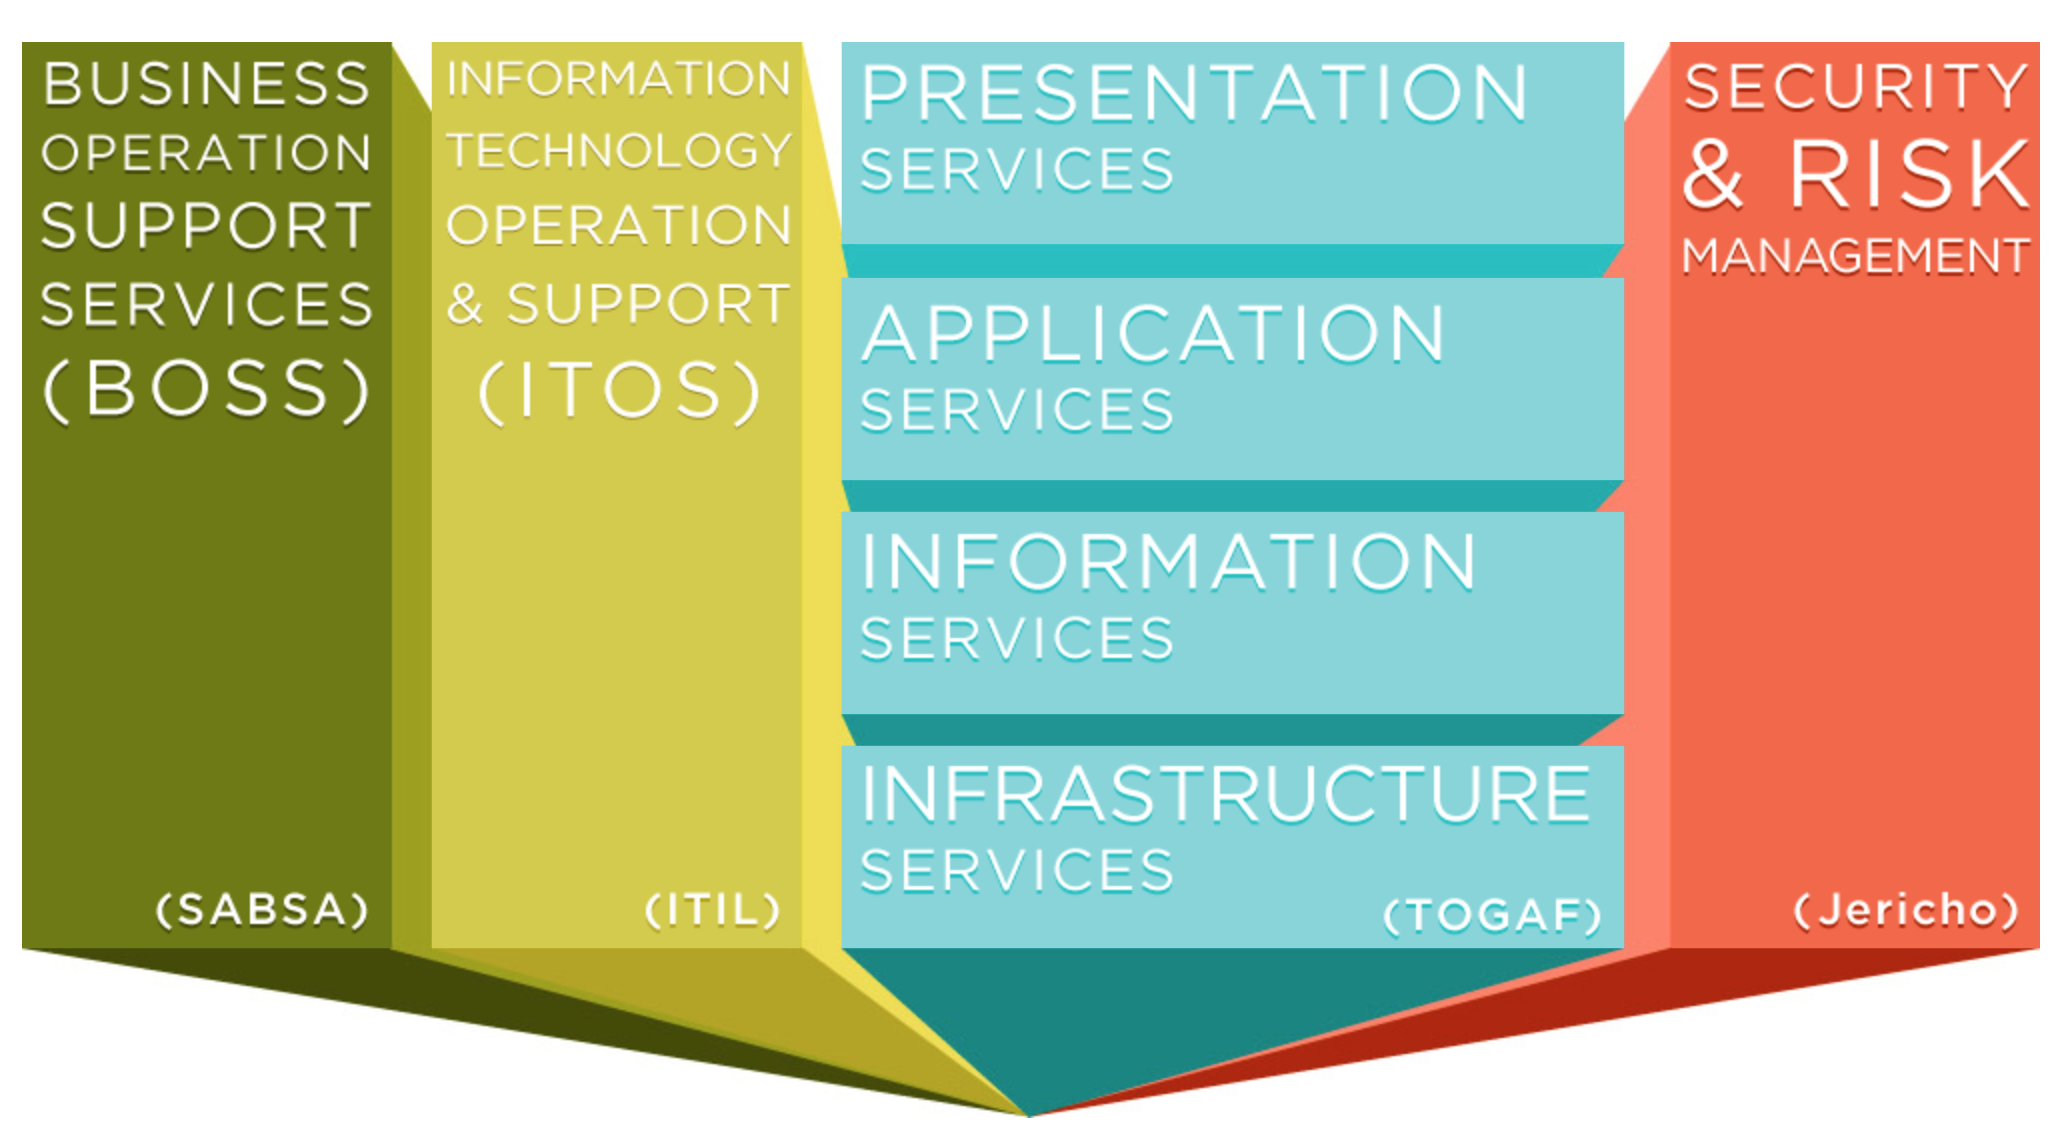 BUSINESS
OPERATION
SUPPORT
SERVICES
(BOSS)
(SABSA)
INFORMATION
TECHNOLOGY
OPERATION
& SUPPORT
(ITOS)
(ITIL)
PRESENTATION
SERVICES
APPLICATION
SERVICES
INFORMATION
SERVICES
INFRASTRUCTURE
SERVICES
(TOGAF)
SECURITY
& RISK
MANAGEMENT
(Jericho)